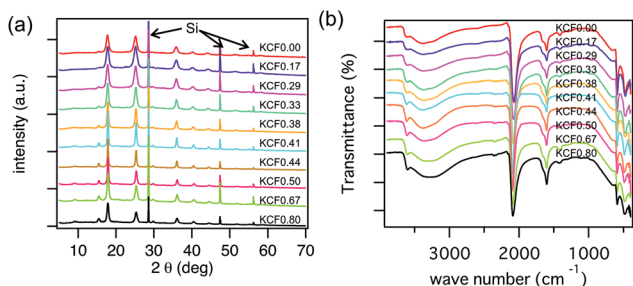 (a)
Si
KCF0.00
KCF0.17
KCF0.29
KCF0.33
KCF0.38
KCF0.41
KCF0.44
KCF0.50
KCF0.67
KCF0.80
intensity (a.u.)
10 20 30 40 50 60 70
2 θ (deg)
(b)
KCF0.00
KCF0.17
KCF0.29
KCF0.33
KCF0.38
KCF0.41
KCF0.44
KCF0.50
KCF0.67
KCF0.80
Transmittance (%)
3000 2000 1000
wave number (cm⁻¹)